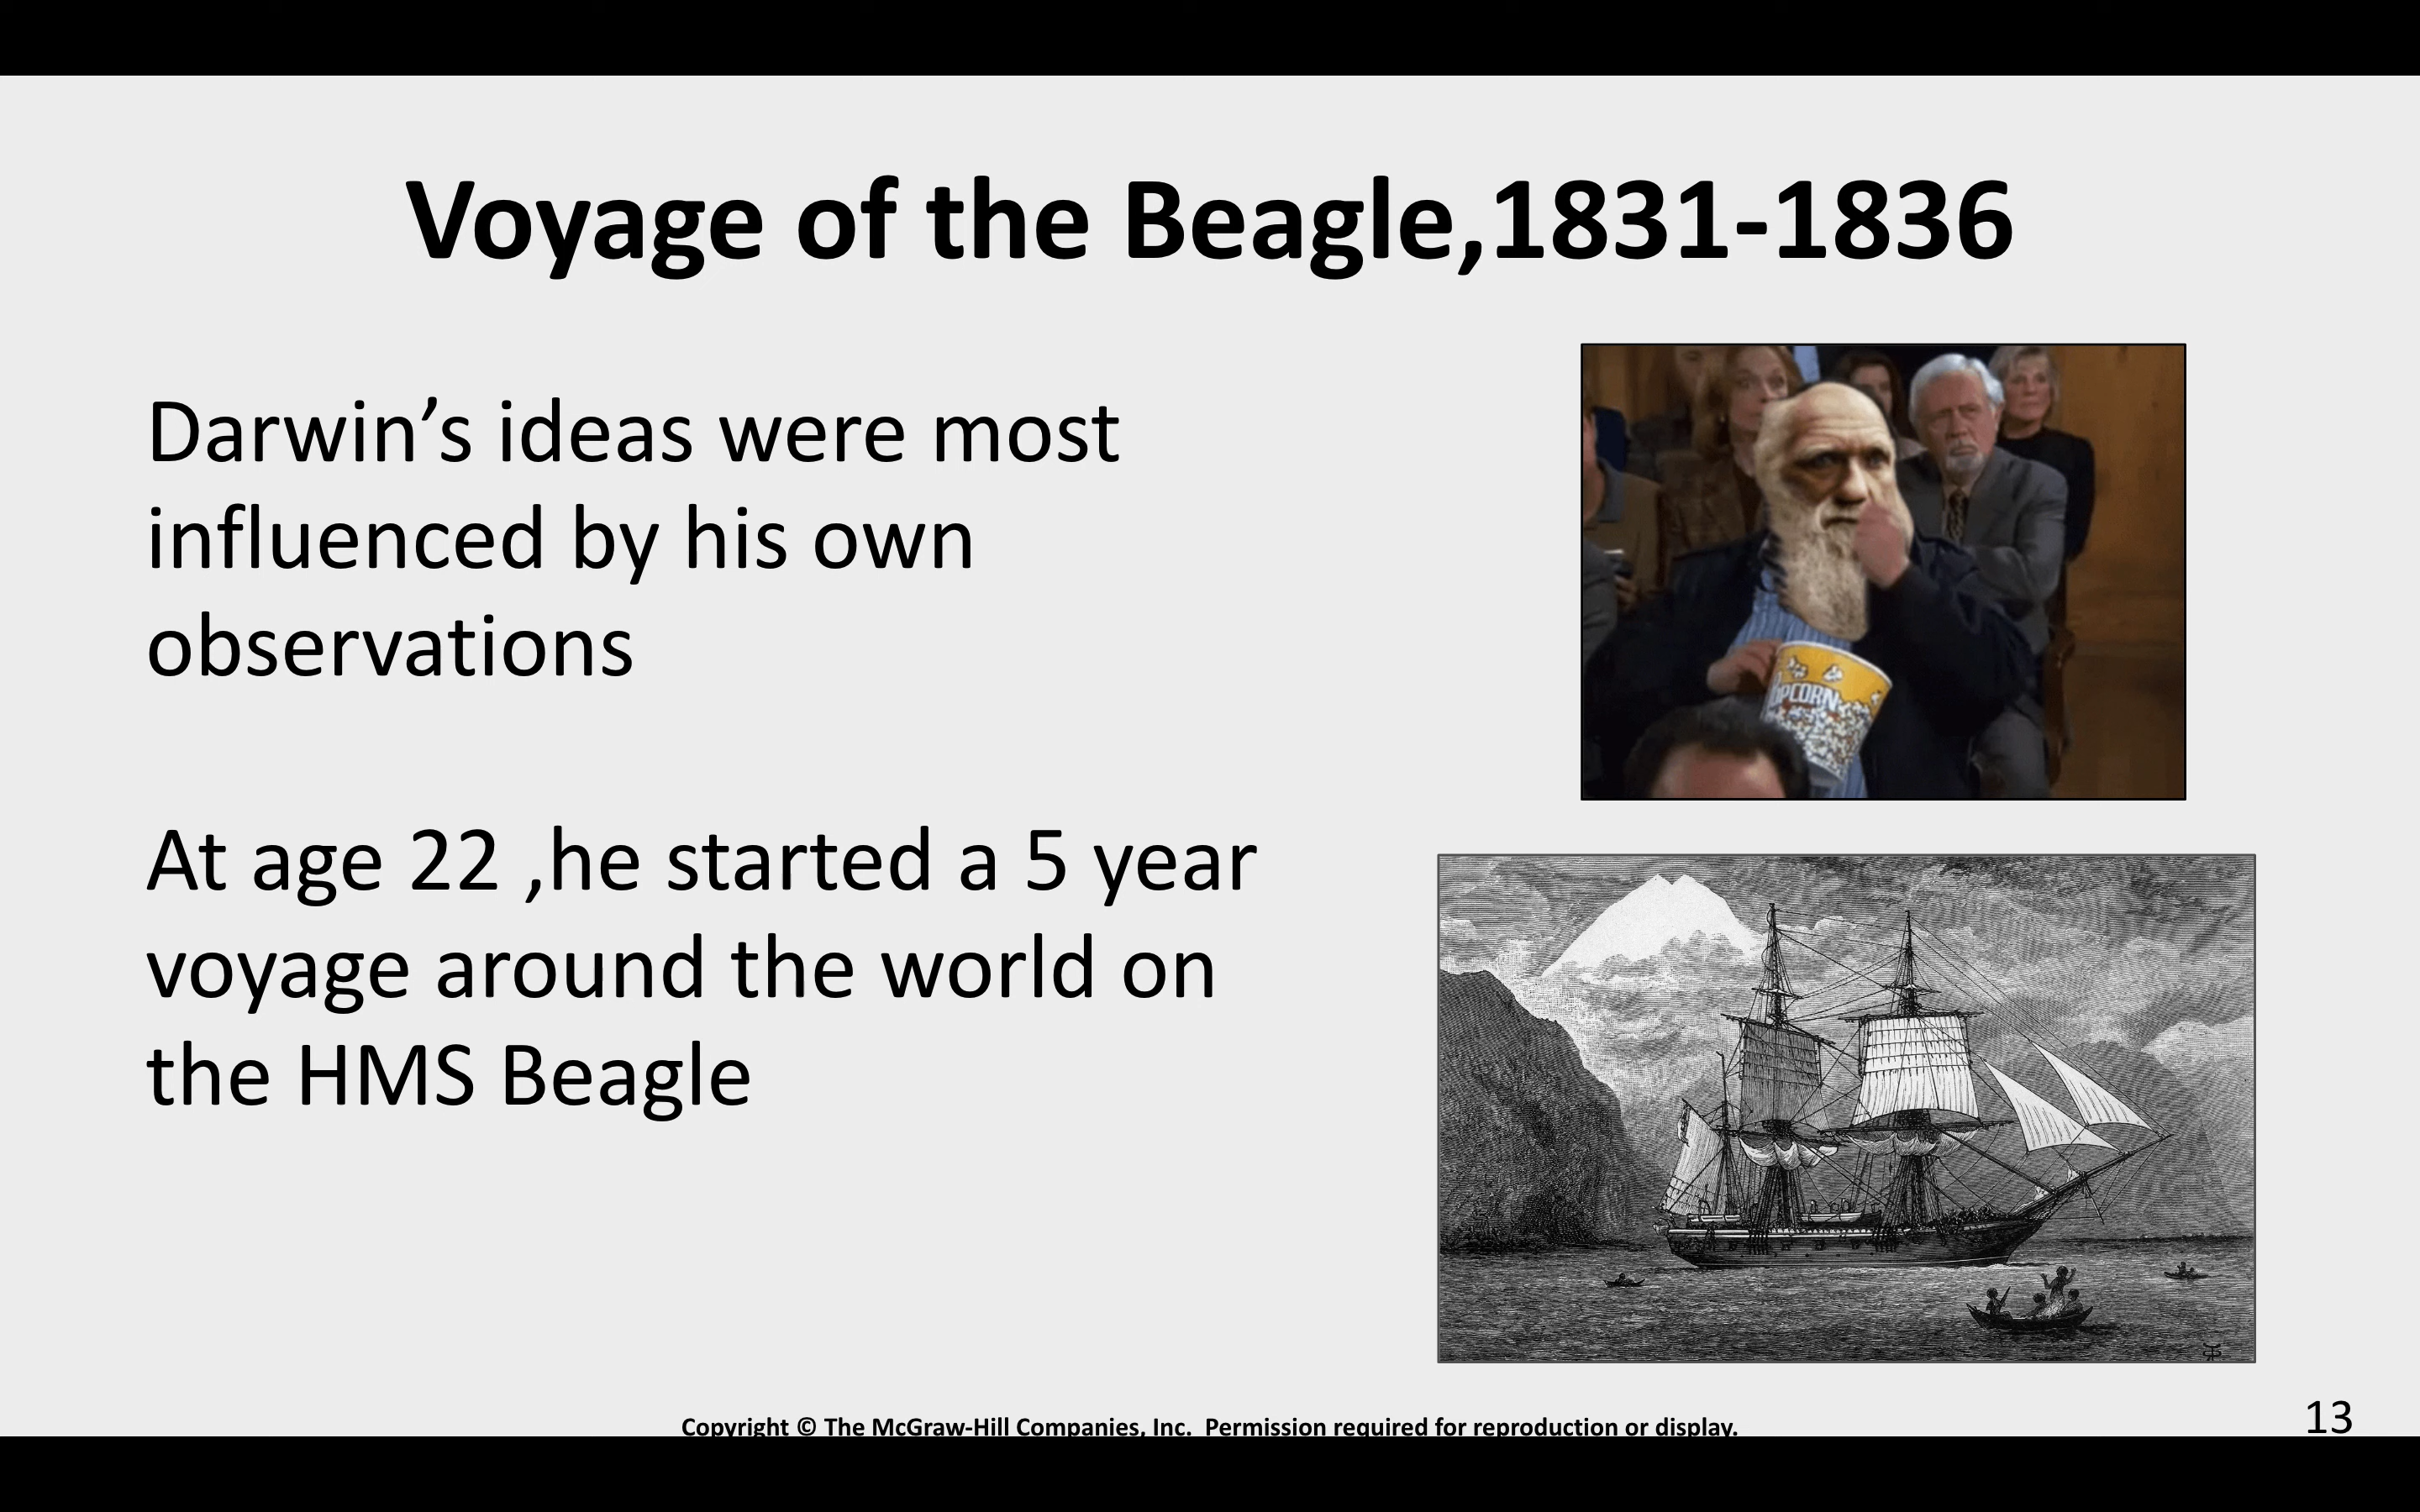 Voyage of the Beagle,1831-1836
Darwin’s ideas were most
influenced by his own
observations
At age 22 ,he started a 5 year
voyage around the world on
the HMS Beagle
OPCORN
Copyright © The McGraw-Hill Companies, Inc.  Permission required for reproduction or display.
13